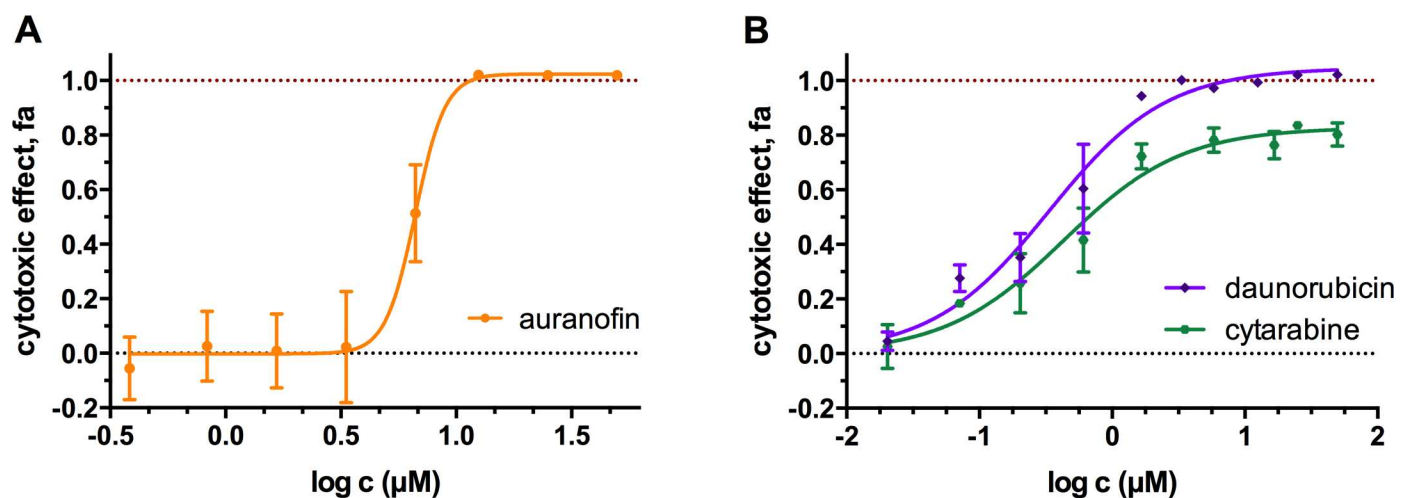 A
cytotoxic effect, fa
1.0
0.8
0.6
0.4
0.2
0.0
-0.2
-0.5
0.0
0.5
1.0
1.5
log c (µM)
auranofin
B
cytotoxic effect, fa
1.0
0.8
0.6
0.4
0.2
0.0
-0.2
-2
-1
0
1
2
log c (µM)
daunorubicin
cytarabine